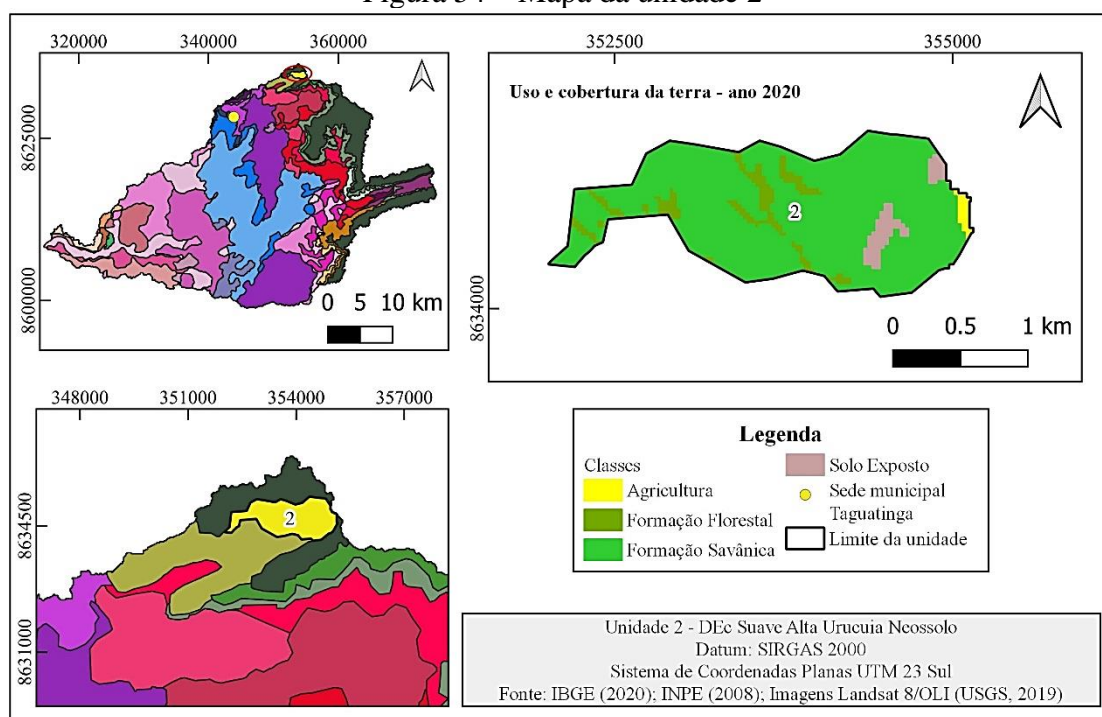 Figura 34 – Mapa da unidade 2
320000 340000 360000
8625000
8600000
0 5 10 km
352500 355000
Uso e cobertura da terra - ano 2020
2
8634000
0 0.5 1 km
348000 351000 354000 357000
2
8634500
8631000
Legenda
Classes
Agricultura
Formação Florestal
Formação Savânica
Solo Exposto
Sede municipal
Taguatinga
Limite da unidade
Unidade 2 - DEc Suave Alta Urucuia Neossolo
Datum: SIRGAS 2000
Sistema de Coordenadas Planas UTM 23 Sul
Fonte: IBGE (2020); INPE (2008); Imagens Landsat 8/OLI (USGS, 2019)